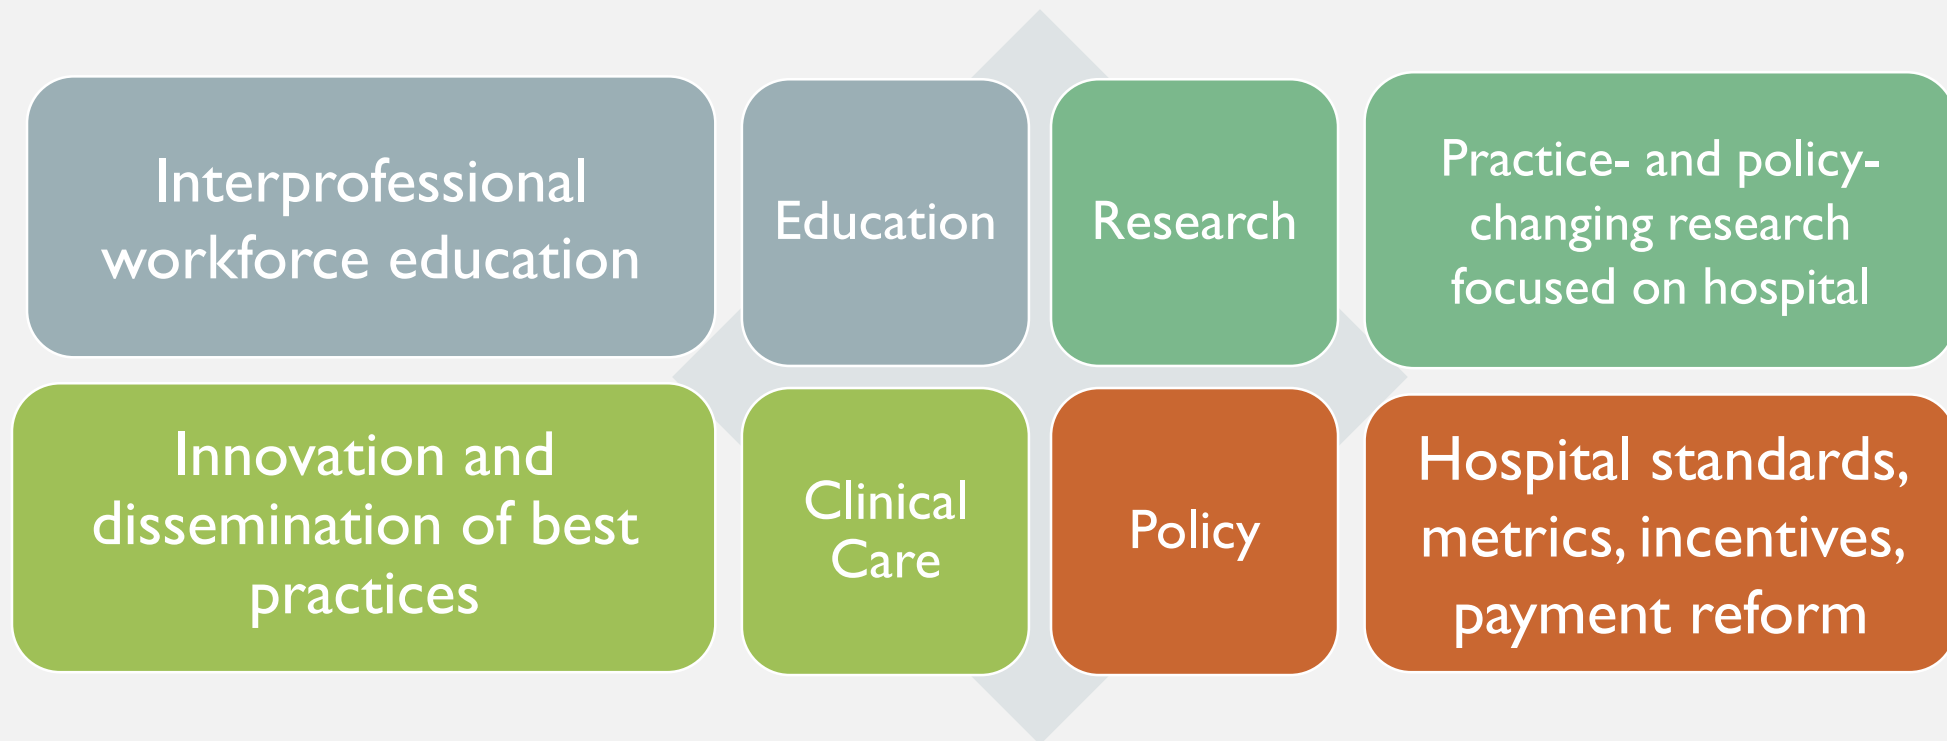 Interprofessional
workforce education
Education
Research
Practice- and policy-
changing research
focused on hospital
Innovation and
dissemination of best
practices
Clinical
Care
Policy
Hospital standards,
metrics, incentives,
payment reform